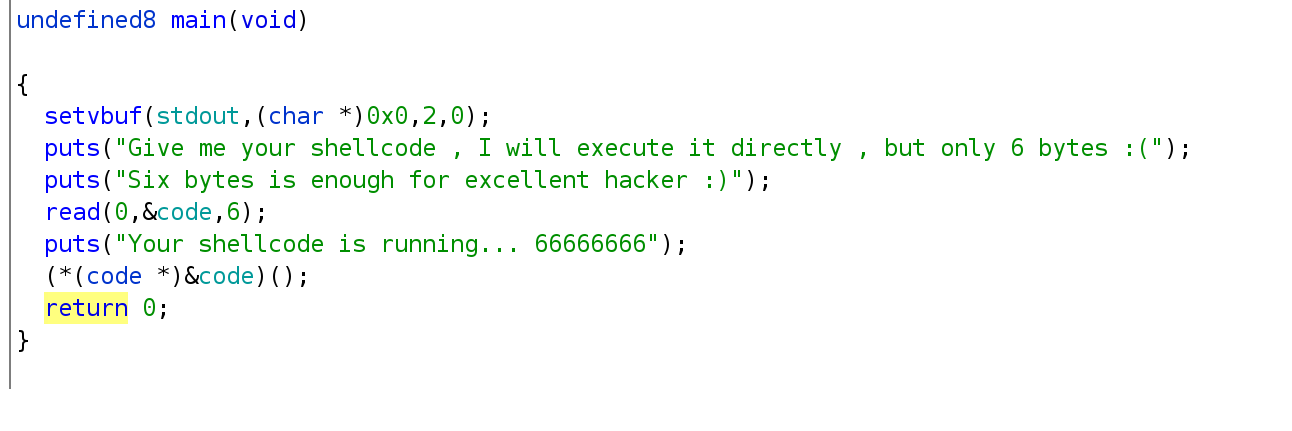 undefined8 main(void)
{
setvbuf(stdout,(char *)0x0,2,0);
puts("Give me your shellcode , I will execute it directly , but only 6 bytes :(");
puts("Six bytes is enough for excellent hacker :)");
read(0,&code,6);
puts("Your shellcode is running... 66666666");
(*(code *)&code)();
return 0;
}